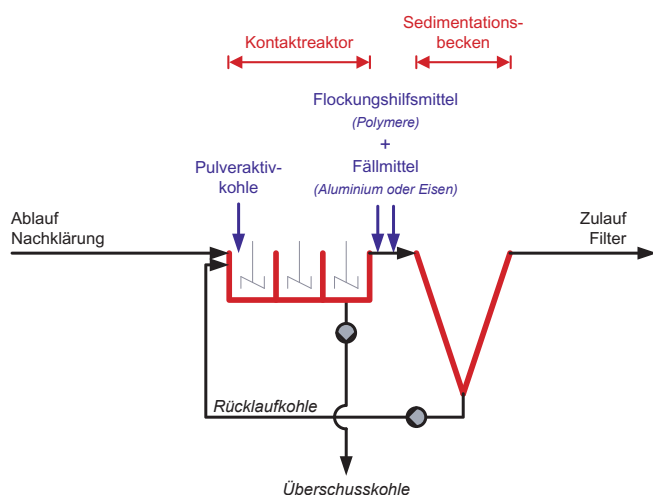 Sedimentations-
becken
Kontaktreaktor
Flockungshilfsmittel
(Polymere)
+
Fällmittel
(Aluminium oder Eisen)
Pulveraktiv-
kohle
Ablauf
Nachklärung
Zulauf
Filter
Rücklaufkohle
Überschusskohle